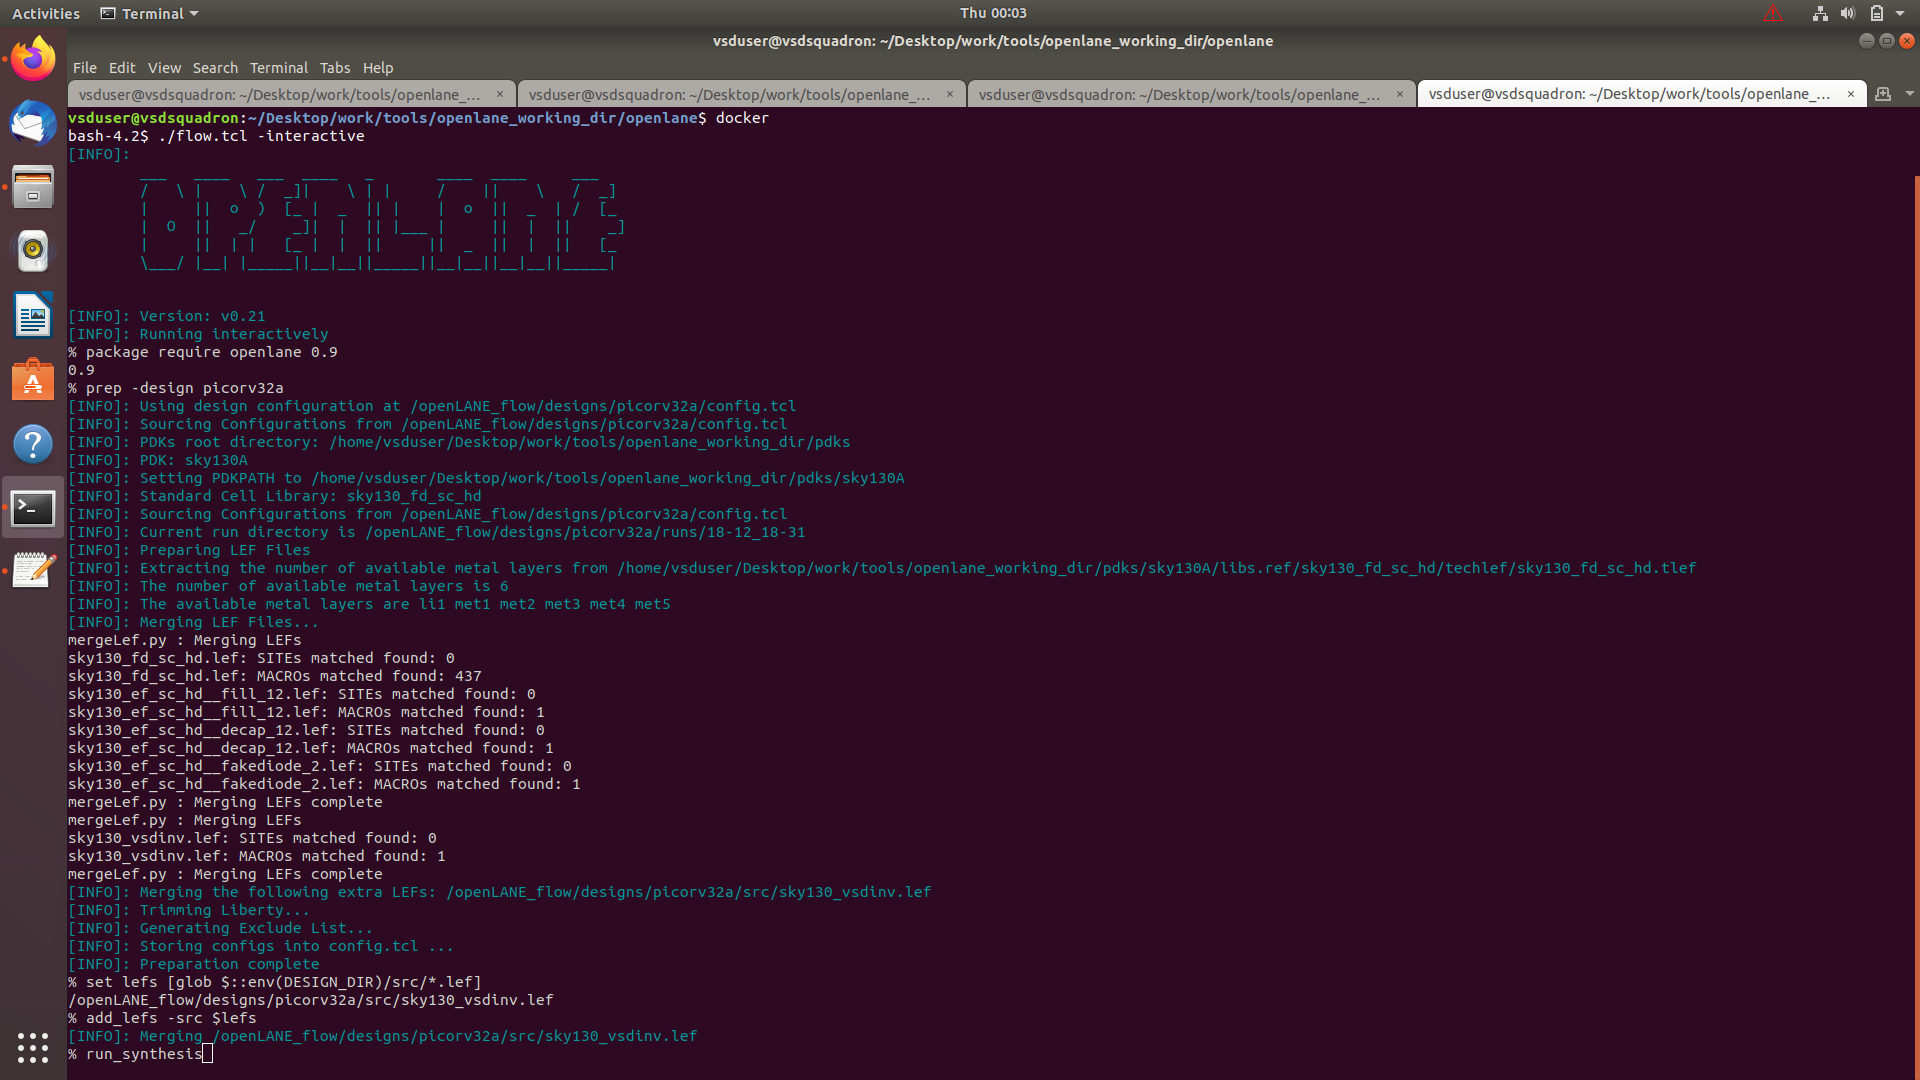 Activities Terminal Thu 00:03
vsduser@vsdsquadron: ~/Desktop/work/tools/openlane_working_dir/openlane
File Edit View Search Terminal Tabs Help
vsduser@vsdsquadron: ~/Desktop/work/tools/openlane_... × vsduser@vsdsquadron: ~/Desktop/work/tools/openlane_... × vsduser@vsdsquadron: ~/Desktop/work/tools/openlane_... × vsduser@vsdsquadron: ~/Desktop/work/tools/openlane_... ×
vsduser@vsdsquadron:~/Desktop/work/tools/openlane_working_dir/openlane$ docker
bash-4.2$ ./flow.tcl -interactive
[INFO]:
OPENLANE
[INFO]: Version: v0.21
[INFO]: Running interactively
% package require openlane 0.9
0.9
% prep -design picorv32a
[INFO]: Using design configuration at /openLANE_flow/designs/picorv32a/config.tcl
[INFO]: Sourcing Configurations from /openLANE_flow/designs/picorv32a/config.tcl
[INFO]: PDKs root directory: /home/vsduser/Desktop/work/tools/openlane_working_dir/pdks
[INFO]: PDK: sky130A
[INFO]: Setting PDKPATH to /home/vsduser/Desktop/work/tools/openlane_working_dir/pdks/sky130A
[INFO]: Standard Cell Library: sky130_fd_sc_hd
[INFO]: Sourcing Configurations from /openLANE_flow/designs/picorv32a/config.tcl
[INFO]: Current run directory is /openLANE_flow/designs/picorv32a/runs/18-12_18-31
[INFO]: Preparing LEF Files
[INFO]: Extracting the number of available metal layers from /home/vsduser/Desktop/work/tools/openlane_working_dir/pdks/sky130A/libs.ref/sky130_fd_sc_hd/techlef/sky130_fd_sc_hd.tlef
[INFO]: The number of available metal layers is 6
[INFO]: The available metal layers are li1 met1 met2 met3 met4 met5
[INFO]: Merging LEF Files...
mergeLef.py : Merging LEFs
sky130_fd_sc_hd.lef: SITEs matched found: 0
sky130_fd_sc_hd.lef: MACROs matched found: 437
sky130_ef_sc_hd__fill_12.lef: SITEs matched found: 0
sky130_ef_sc_hd__fill_12.lef: MACROs matched found: 1
sky130_ef_sc_hd__decap_12.lef: SITEs matched found: 0
sky130_ef_sc_hd__decap_12.lef: MACROs matched found: 1
sky130_ef_sc_hd__fakediode_2.lef: SITEs matched found: 0
sky130_ef_sc_hd__fakediode_2.lef: MACROs matched found: 1
mergeLef.py : Merging LEFs complete
mergeLef.py : Merging LEFs
sky130_vsdinv.lef: SITEs matched found: 0
sky130_vsdinv.lef: MACROs matched found: 1
mergeLef.py : Merging LEFs complete
[INFO]: Merging the following extra LEFs: /openLANE_flow/designs/picorv32a/src/sky130_vsdinv.lef
[INFO]: Trimming Liberty...
[INFO]: Generating Exclude List...
[INFO]: Storing configs into config.tcl ...
[INFO]: Preparation complete
% set lefs [glob $::env(DESIGN_DIR)/src/*.lef]
/openLANE_flow/designs/picorv32a/src/sky130_vsdinv.lef
% add_lefs -src $lefs
[INFO]: Merging /openLANE_flow/designs/picorv32a/src/sky130_vsdinv.lef
% run_synthesis